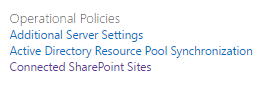 Operational Policies
Additional Server Settings
Active Directory Resource Pool Synchronization
Connected SharePoint Sites